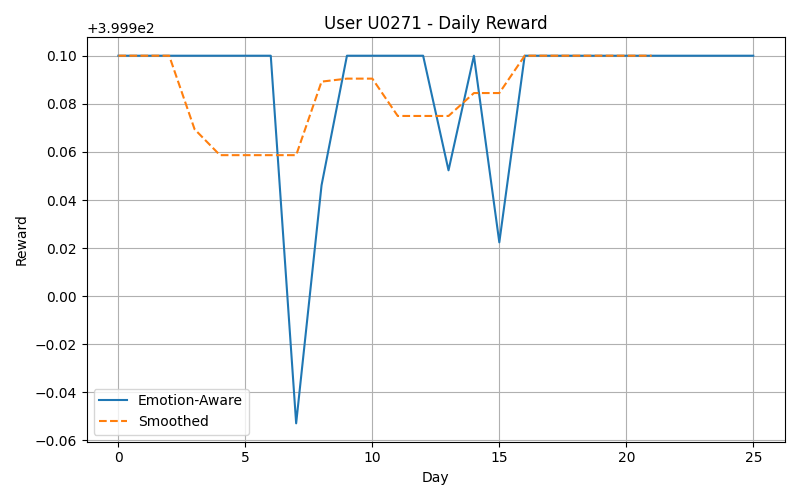 User U0271 - Daily Reward
+3.999e2
0.10
0.08
0.06
0.04
0.02
0.00
−0.02
−0.04
−0.06
Reward
Emotion-Aware
Smoothed
0 5 10 15 20 25
Day